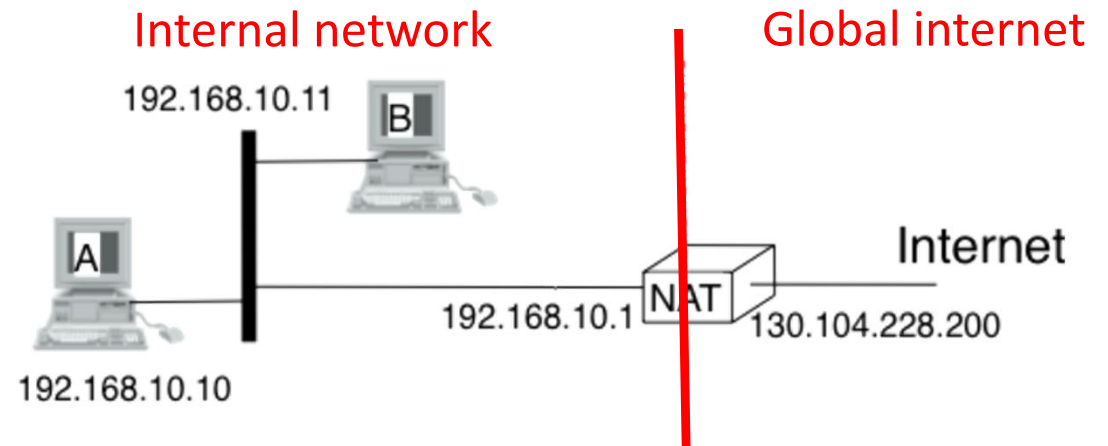 Internal network
Global internet
192.168.10.11
B
A
Internet
192.168.10.1
NAT
130.104.228.200
192.168.10.10